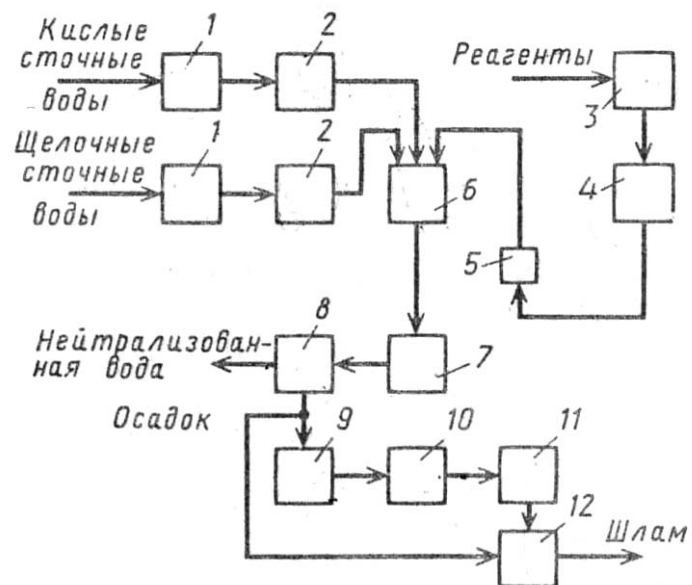 Кислые
сточные
воды
1
2
Реагенты
3
Щелочные
сточные
воды
1
2
6
4
5
8
Нейтрализован-
ная вода
7
Осадок
9
10
11
12
Шлам